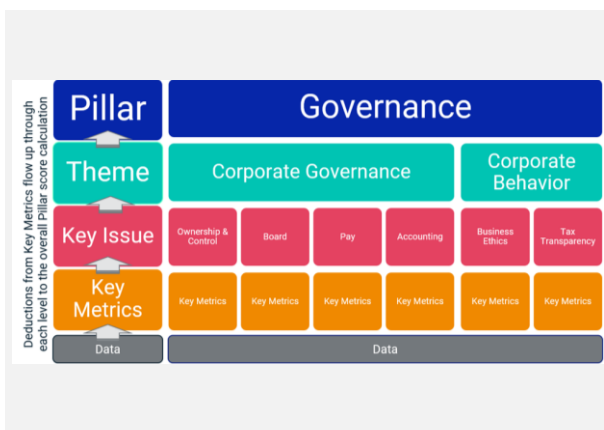 Deductions from Key Metrics flow up through
each level to the overall Pillar score calculation
Pillar
Governance
Theme
Corporate Governance
Corporate
Behavior
Key Issue
Ownership &
Control
Board
Pay
Accounting
Business
Ethics
Tax
Transparency
Key
Metrics
Key Metrics
Key Metrics
Key Metrics
Key Metrics
Key Metrics
Key Metrics
Data
Data